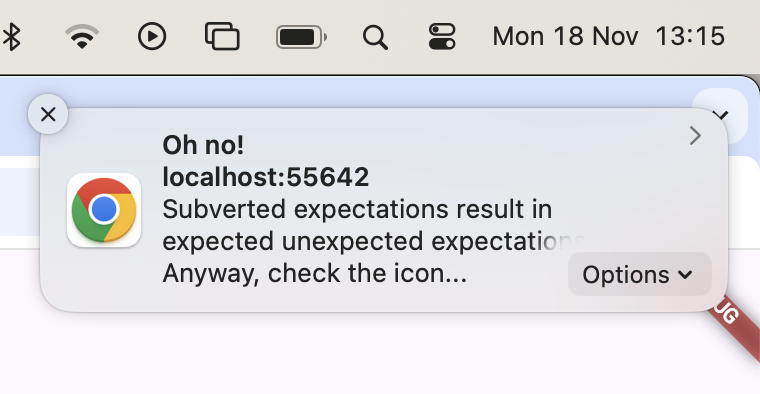 Mon 18 Nov 13:15
Oh no!
localhost:55642
Subverted expectations result in
expected unexpected expectations
Anyway, check the icon...
Options
UG